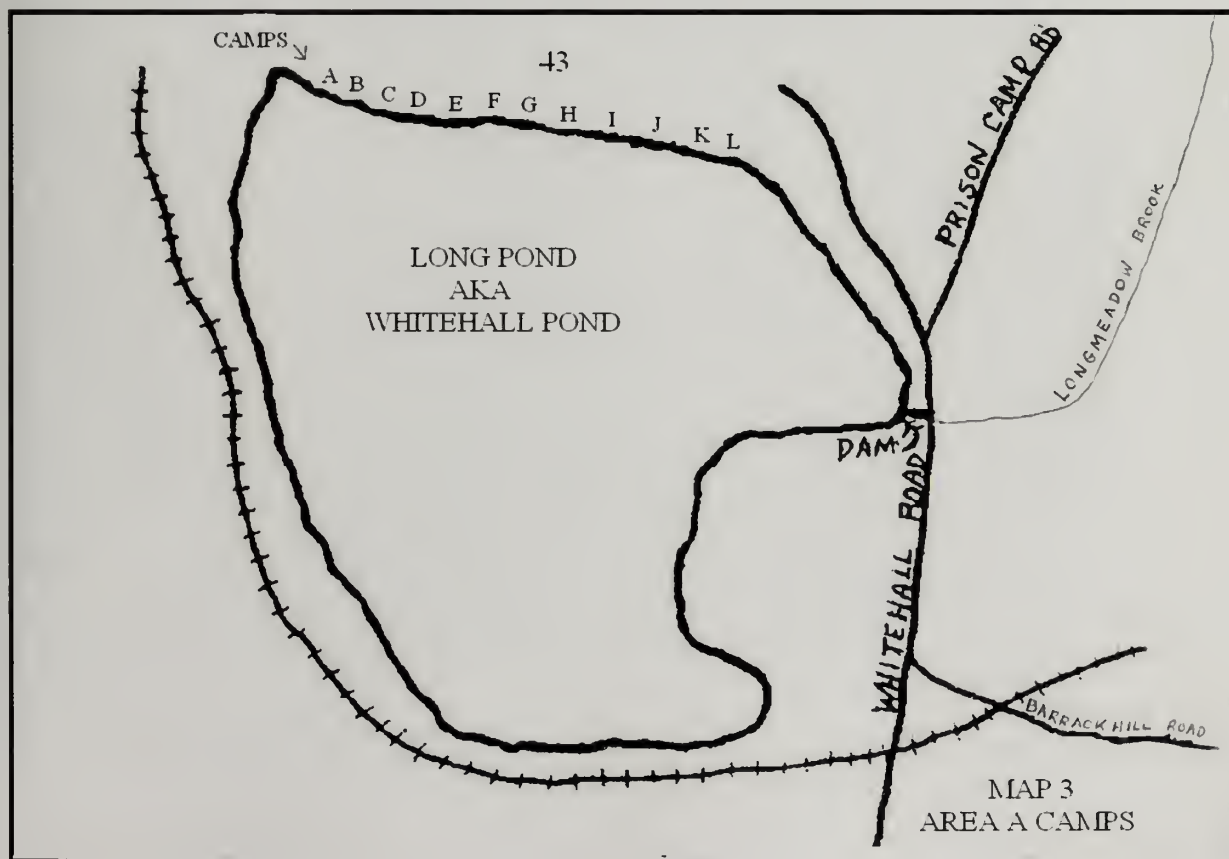 CAMPS
43
A B C D E F G H I J K L
PRISON CAMP RD
LONGMEADOW BROOK
LONG POND
AKA
WHITEHALL POND
DAM
WHITEHALL ROAD
BARRACK HILL ROAD
MAP 3
AREA A CAMPS